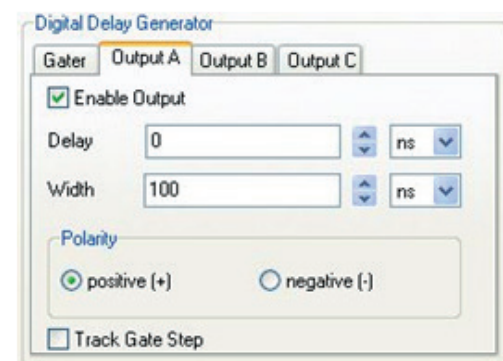 Digital Delay Generator
Gater Output A Output B Output C
Enable Output
Delay 0 ns
Width 100 ns
Polarity
positive (+) negative (-)
Track Gate Step